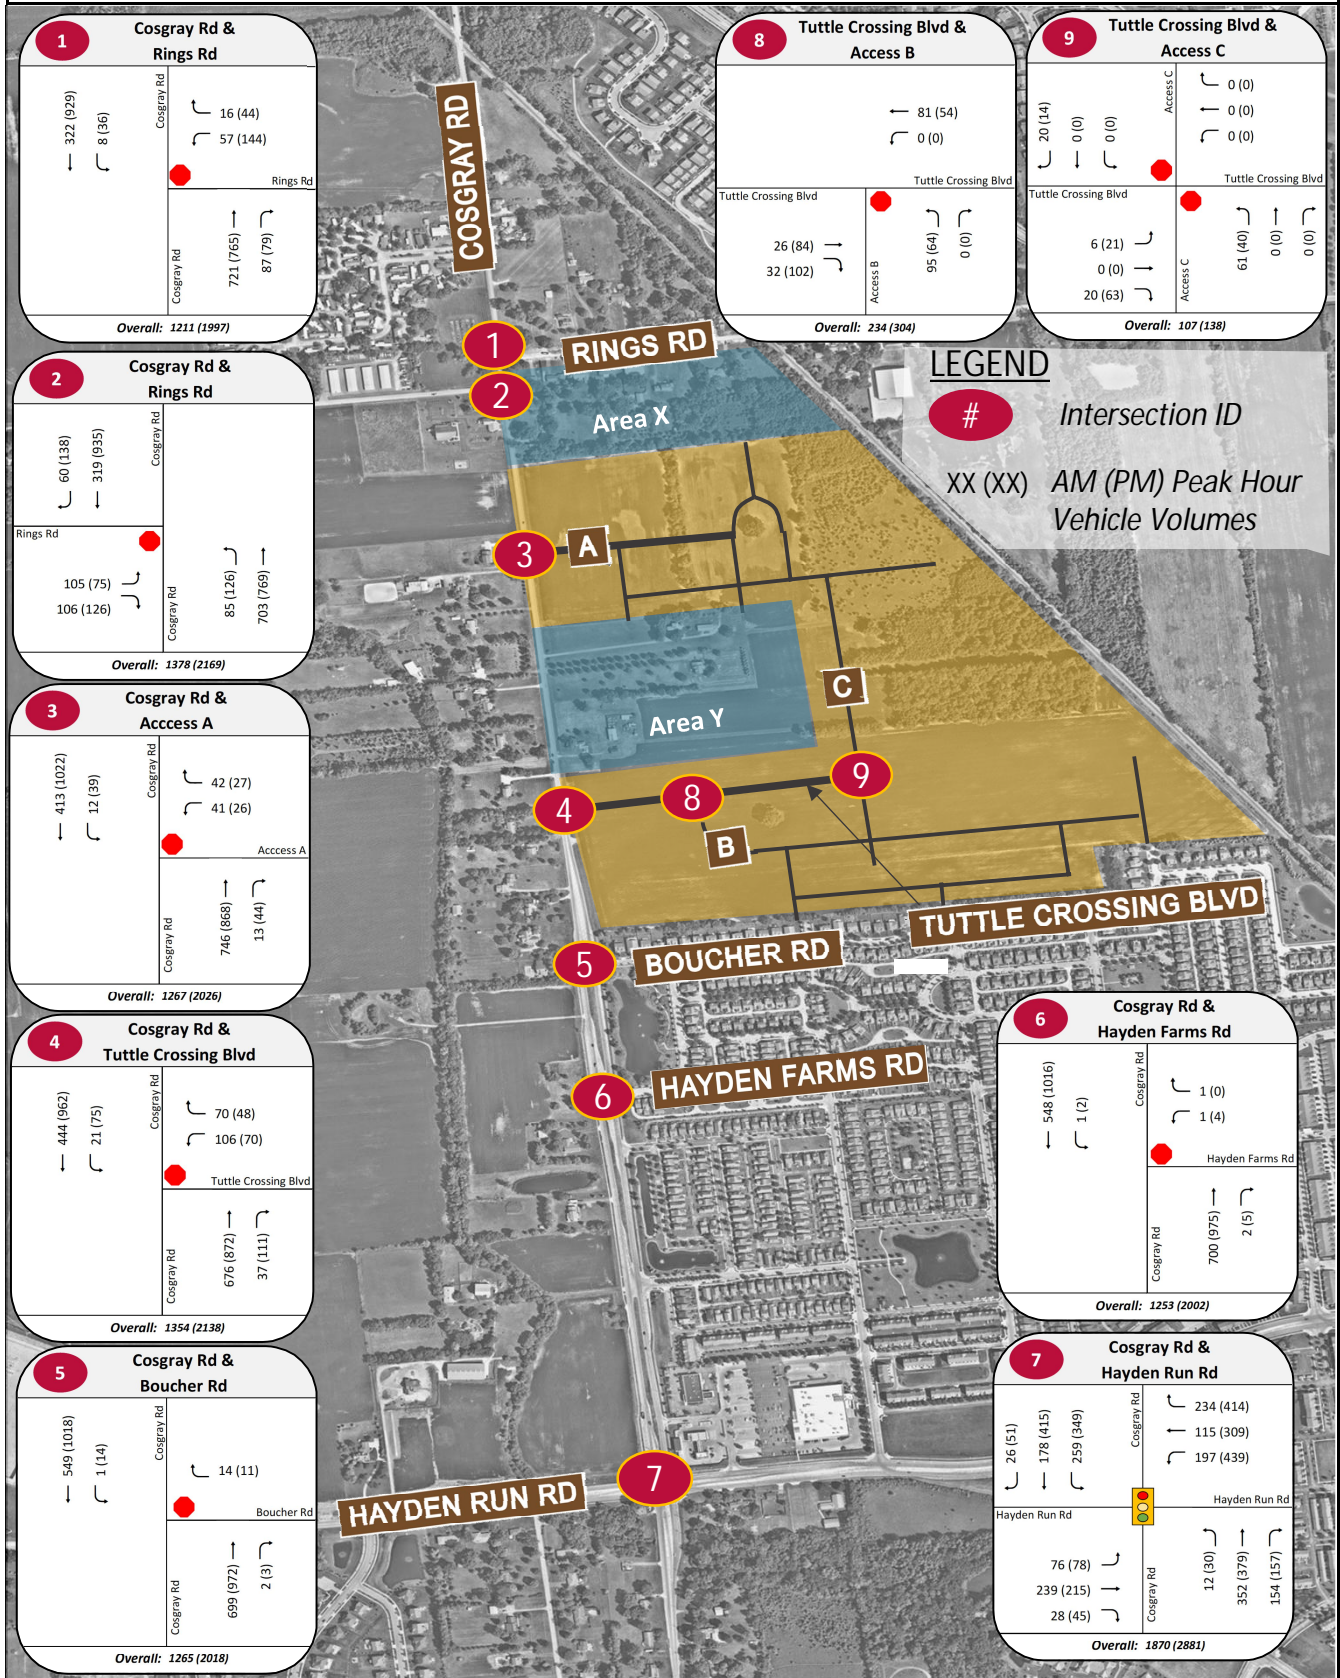 1
Cosgray Rd &
Rings Rd
322 (929)
8 (36)
Cosgray Rd
16 (44)
57 (144)
Rings Rd
Cosgray Rd
721 (765)
87 (79)
Overall: 1211 (1997)
2
Cosgray Rd &
Rings Rd
60 (138)
319 (935)
Cosgray Rd
Rings Rd
105 (75)
106 (126)
Cosgray Rd
85 (126)
703 (769)
Overall: 1378 (2169)
3
Cosgray Rd &
Acccess A
413 (1022)
12 (39)
Cosgray Rd
42 (27)
41 (26)
Acccess A
Cosgray Rd
746 (868)
13 (44)
Overall: 1267 (2026)
4
Cosgray Rd &
Tuttle Crossing Blvd
444 (962)
21 (75)
Cosgray Rd
70 (48)
106 (70)
Tuttle Crossing Blvd
Cosgray Rd
676 (872)
37 (111)
Overall: 1354 (2138)
5
Cosgray Rd &
Boucher Rd
549 (1018)
1 (14)
Cosgray Rd
14 (11)
Boucher Rd
Cosgray Rd
699 (972)
2 (3)
Overall: 1265 (2018)
8
Tuttle Crossing Blvd &
Access B
81 (54)
0 (0)
Tuttle Crossing Blvd
Tuttle Crossing Blvd
26 (84)
32 (102)
Access B
95 (64)
0 (0)
Overall: 234 (304)
9
Tuttle Crossing Blvd &
Access C
20 (14)
0 (0)
0 (0)
Access C
0 (0)
0 (0)
0 (0)
Tuttle Crossing Blvd
Tuttle Crossing Blvd
6 (21)
0 (0)
20 (63)
Access C
61 (40)
0 (0)
0 (0)
Overall: 107 (138)
LEGEND
# Intersection ID
XX (XX) AM (PM) Peak Hour
Vehicle Volumes
COSGRAY RD
1
RINGS RD
2
Area X
3
A
C
Area Y
9
8
4
B
TUTTLE CROSSING BLVD
5
BOUCHER RD
6
HAYDEN FARMS RD
7
HAYDEN RUN RD
6
Cosgray Rd &
Hayden Farms Rd
548 (1016)
1 (2)
Cosgray Rd
1 (0)
1 (4)
Hayden Farms Rd
Cosgray Rd
700 (975)
2 (5)
Overall: 1253 (2002)
7
Cosgray Rd &
Hayden Run Rd
26 (51)
178 (415)
259 (349)
Cosgray Rd
234 (414)
115 (309)
197 (439)
Hayden Run Rd
Hayden Run Rd
76 (78)
239 (215)
28 (45)
Cosgray Rd
12 (30)
352 (379)
154 (157)
Overall: 1870 (2881)